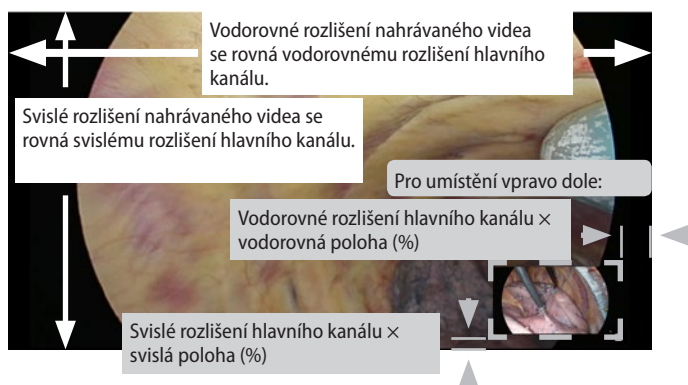 Vodorovné rozlišení nahrávaného videa
se rovná vodorovnému rozlišení hlavního
kanálu.
Svislé rozlišení nahrávaného videa se
rovná svislému rozlišení hlavního kanálu.
Pro umístění vpravo dole:
Vodorovné rozlišení hlavního kanálu ×
vodorovná poloha (%)
Svislé rozlišení hlavního kanálu ×
svislá poloha (%)